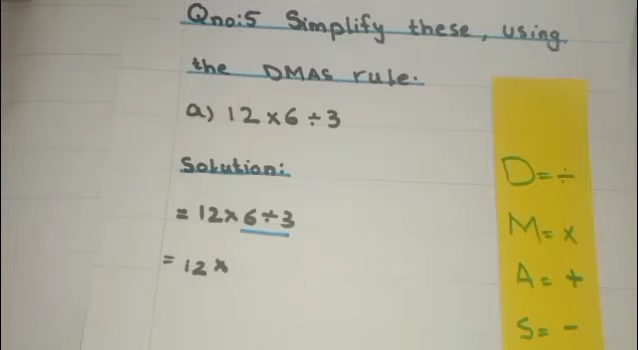 Qno:5 Simplify these, using
the DMAS rule.
a) 12 × 6 ÷ 3
Solution:
= 12 × 6 ÷ 3
= 12 ×
D = ÷
M = ×
A = +
S = -